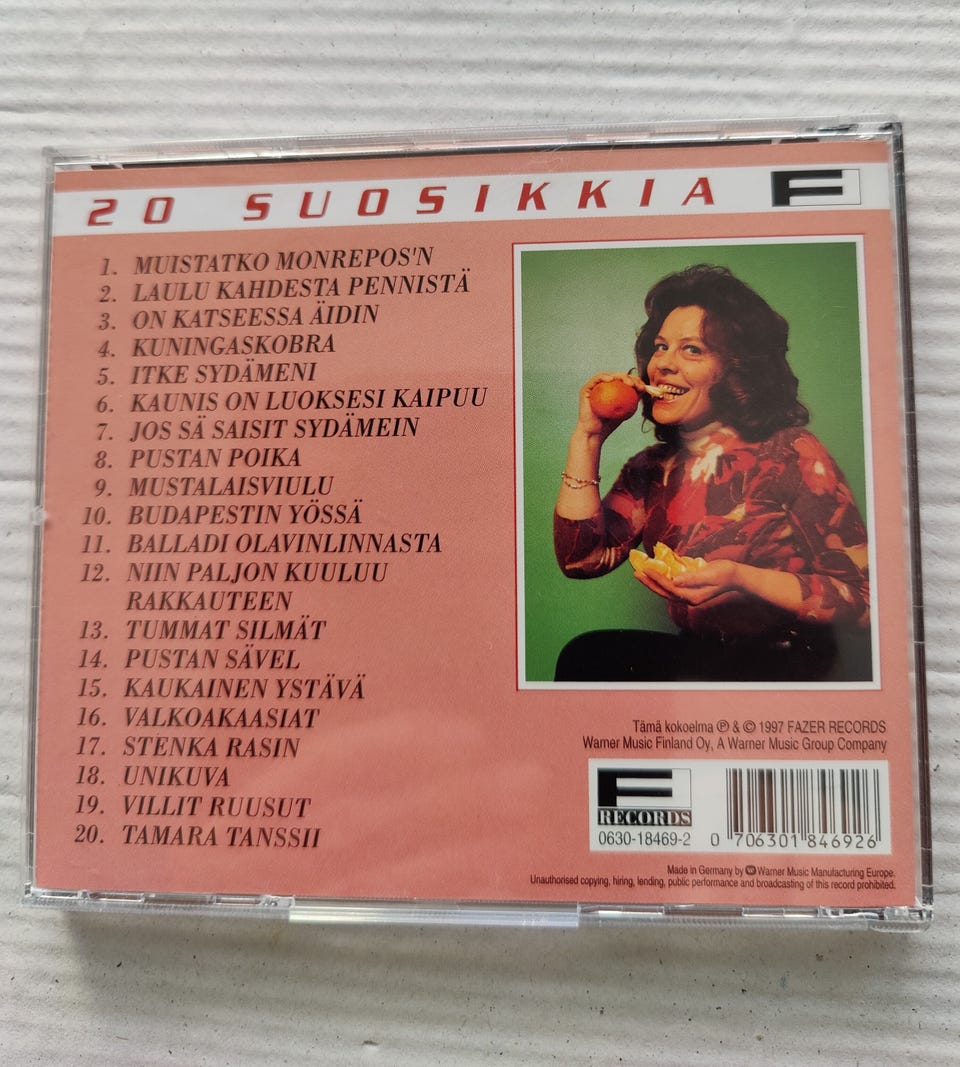 20 SUOSIKKIA F
1. MUISTATKO MONREPOS'N
2. LAULU KAHDESTA PENNISTÄ
3. ON KATSEESSA ÄIDIN
4. KUNINGASKOBRA
5. ITKE SYDÄMENI
6. KAUNIS ON LUOKSESI KAIPUU
7. JOS SÄ SAISIT SYDÄMEIN
8. PUSTAN POIKA
9. MUSTALAISVIULU
10. BUDAPESTIN YÖSSÄ
11. BALLADI OLAVINLINNASTA
12. NIIN PALJON KUULUU
RAKKAUTEEN
13. TUMMAT SILMÄT
14. PUSTAN SÄVEL
15. KAUKAINEN YSTÄVÄ
16. VALKOAKAASIAT
17. STENKA RASIN
18. UNIKUVA
19. VILLIT RUUSUT
20. TAMARA TANSSII
Tämä kokoelma ℗ & © 1997 FAZER RECORDS
Warner Music Finland Oy, A Warner Music Group Company
F
RECORDS
0630-18469-2
0 706301 846926
Made in Germany by Warner Music Manufacturing Europe.
Unauthorised copying, hiring, lending, public performance and broadcasting of this record prohibited.